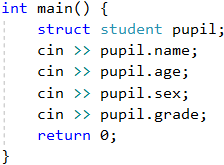 int main() {
    struct student pupil;
    cin >> pupil.name;
    cin >> pupil.age;
    cin >> pupil.sex;
    cin >> pupil.grade;
    return 0;
}